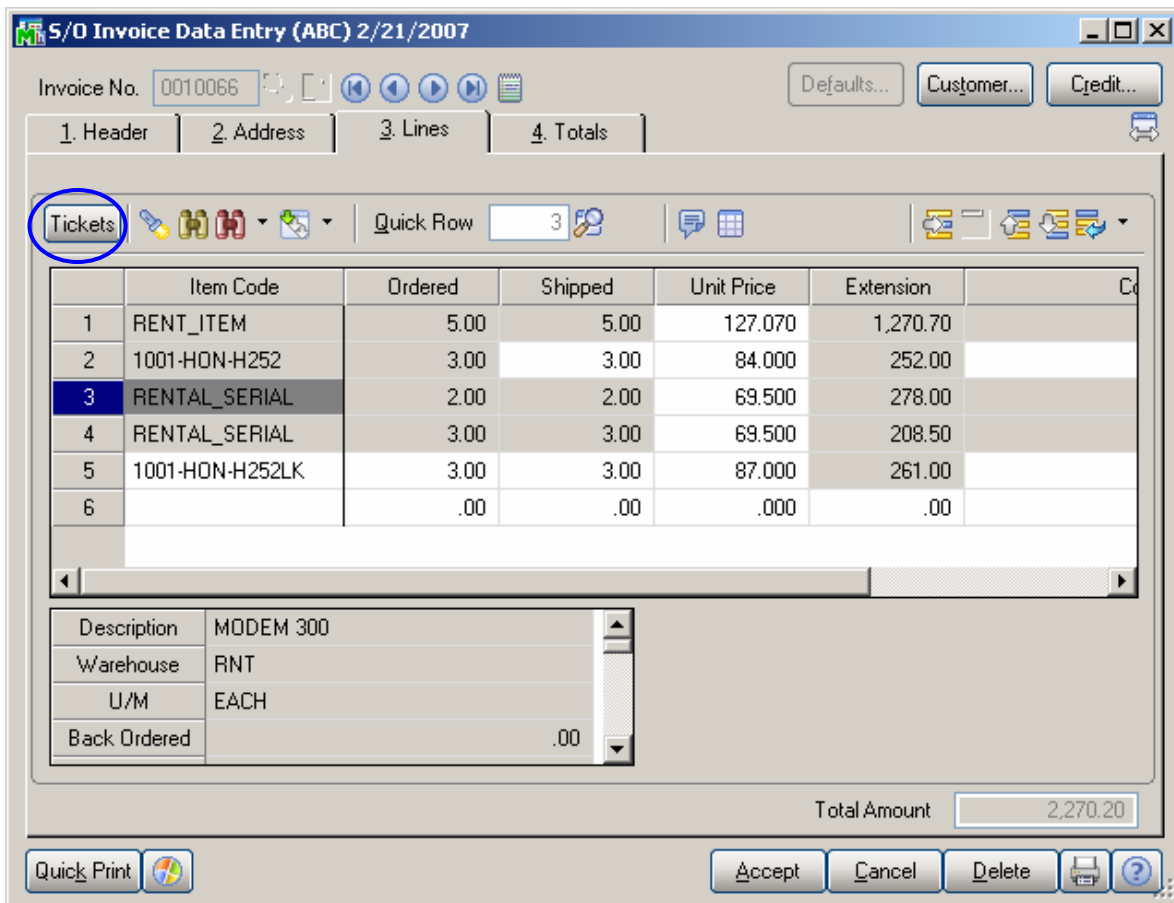 S/O Invoice Data Entry (ABC) 2/21/2007
Invoice No. 0010066 Defaults... Customer... Credit...
1. Header 2. Address 3. Lines 4. Totals
Tickets Quick Row 3
Item Code Ordered Shipped Unit Price Extension
1 RENT_ITEM 5.00 5.00 127.070 1,270.70
2 1001-HON-H252 3.00 3.00 84.000 252.00
3 RENTAL_SERIAL 2.00 2.00 69.500 278.00
4 RENTAL_SERIAL 3.00 3.00 69.500 208.50
5 1001-HON-H252LK 3.00 3.00 87.000 261.00
6 .00 .00 .000 .00
Description MODEM 300
Warehouse RNT
U/M EACH
Back Ordered .00
Total Amount 2,270.20
Quick Print Accept Cancel Delete